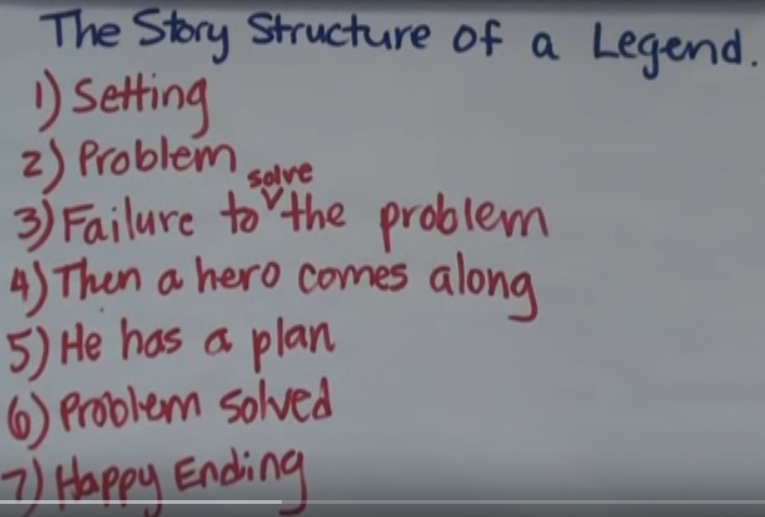 The Story Structure of a Legend.
1) Setting
2) Problem
3) Failure to solve the problem
4) Then a hero comes along
5) He has a plan
6) Problem solved
7) Happy Ending